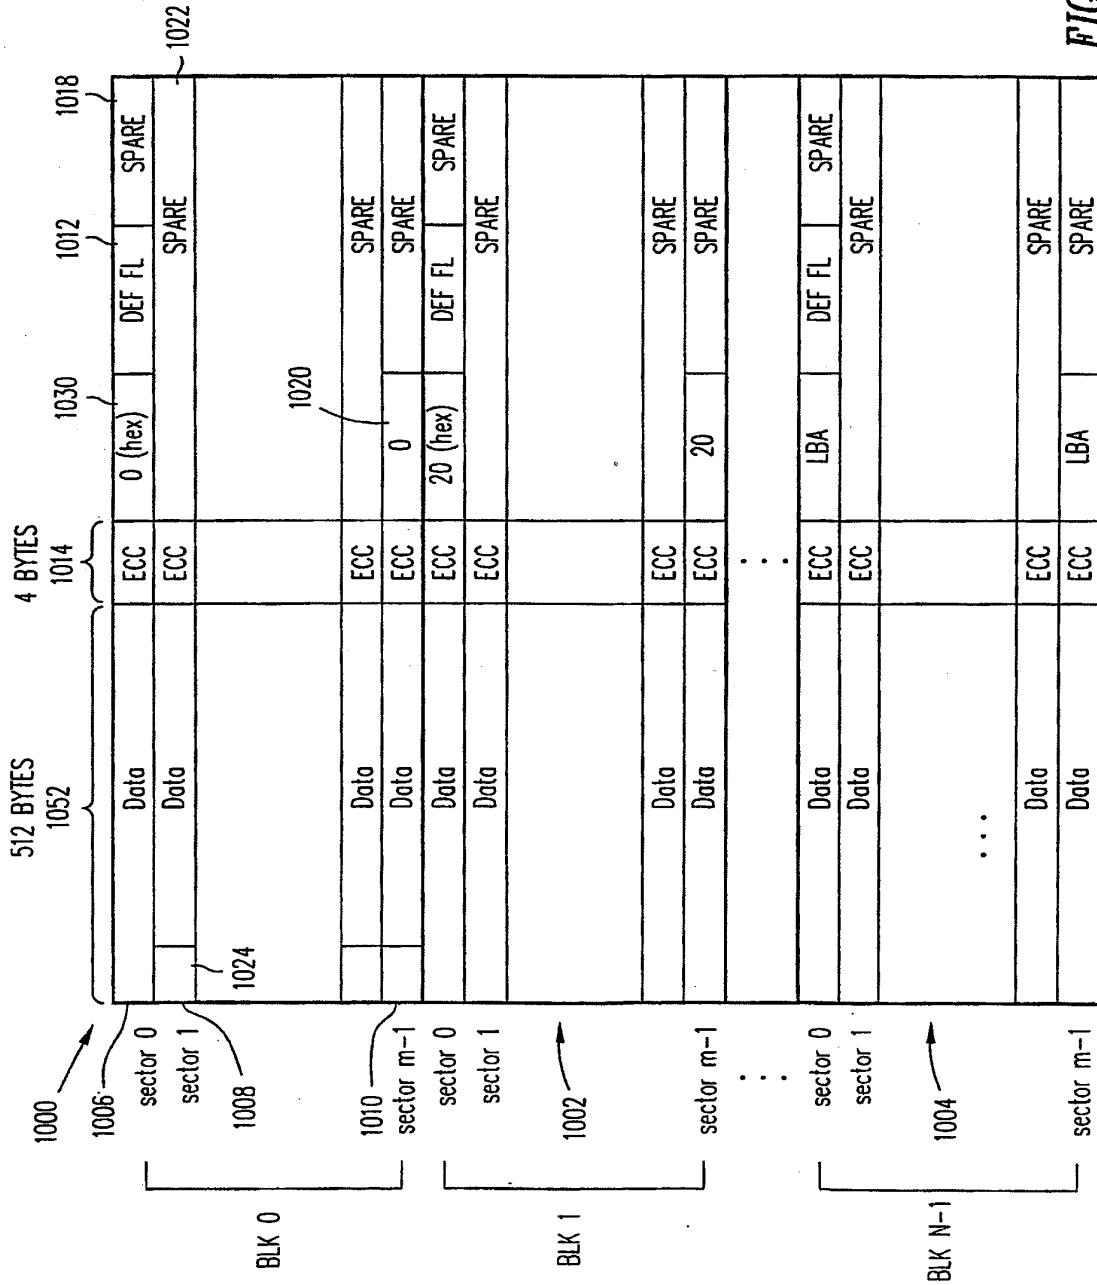 512 BYTES
1052
4 BYTES
1014
1030
1012
1018
1000
1006
sector 0
Data
ECC
0 (hex)
DEF FL
SPARE
sector 1
Data
ECC
SPARE
1022
1008
1024
BLK 0
Data
ECC
SPARE
1010
sector m-1
Data
ECC
0
SPARE
1020
sector 0
Data
ECC
20 (hex)
DEF FL
SPARE
sector 1
Data
ECC
SPARE
BLK 1
1002
Data
ECC
SPARE
sector m-1
Data
ECC
20
SPARE
sector 0
Data
ECC
LBA
DEF FL
SPARE
sector 1
Data
ECC
SPARE
BLK N-1
1004
Data
ECC
SPARE
sector m-1
Data
ECC
LBA
SPARE
FIG